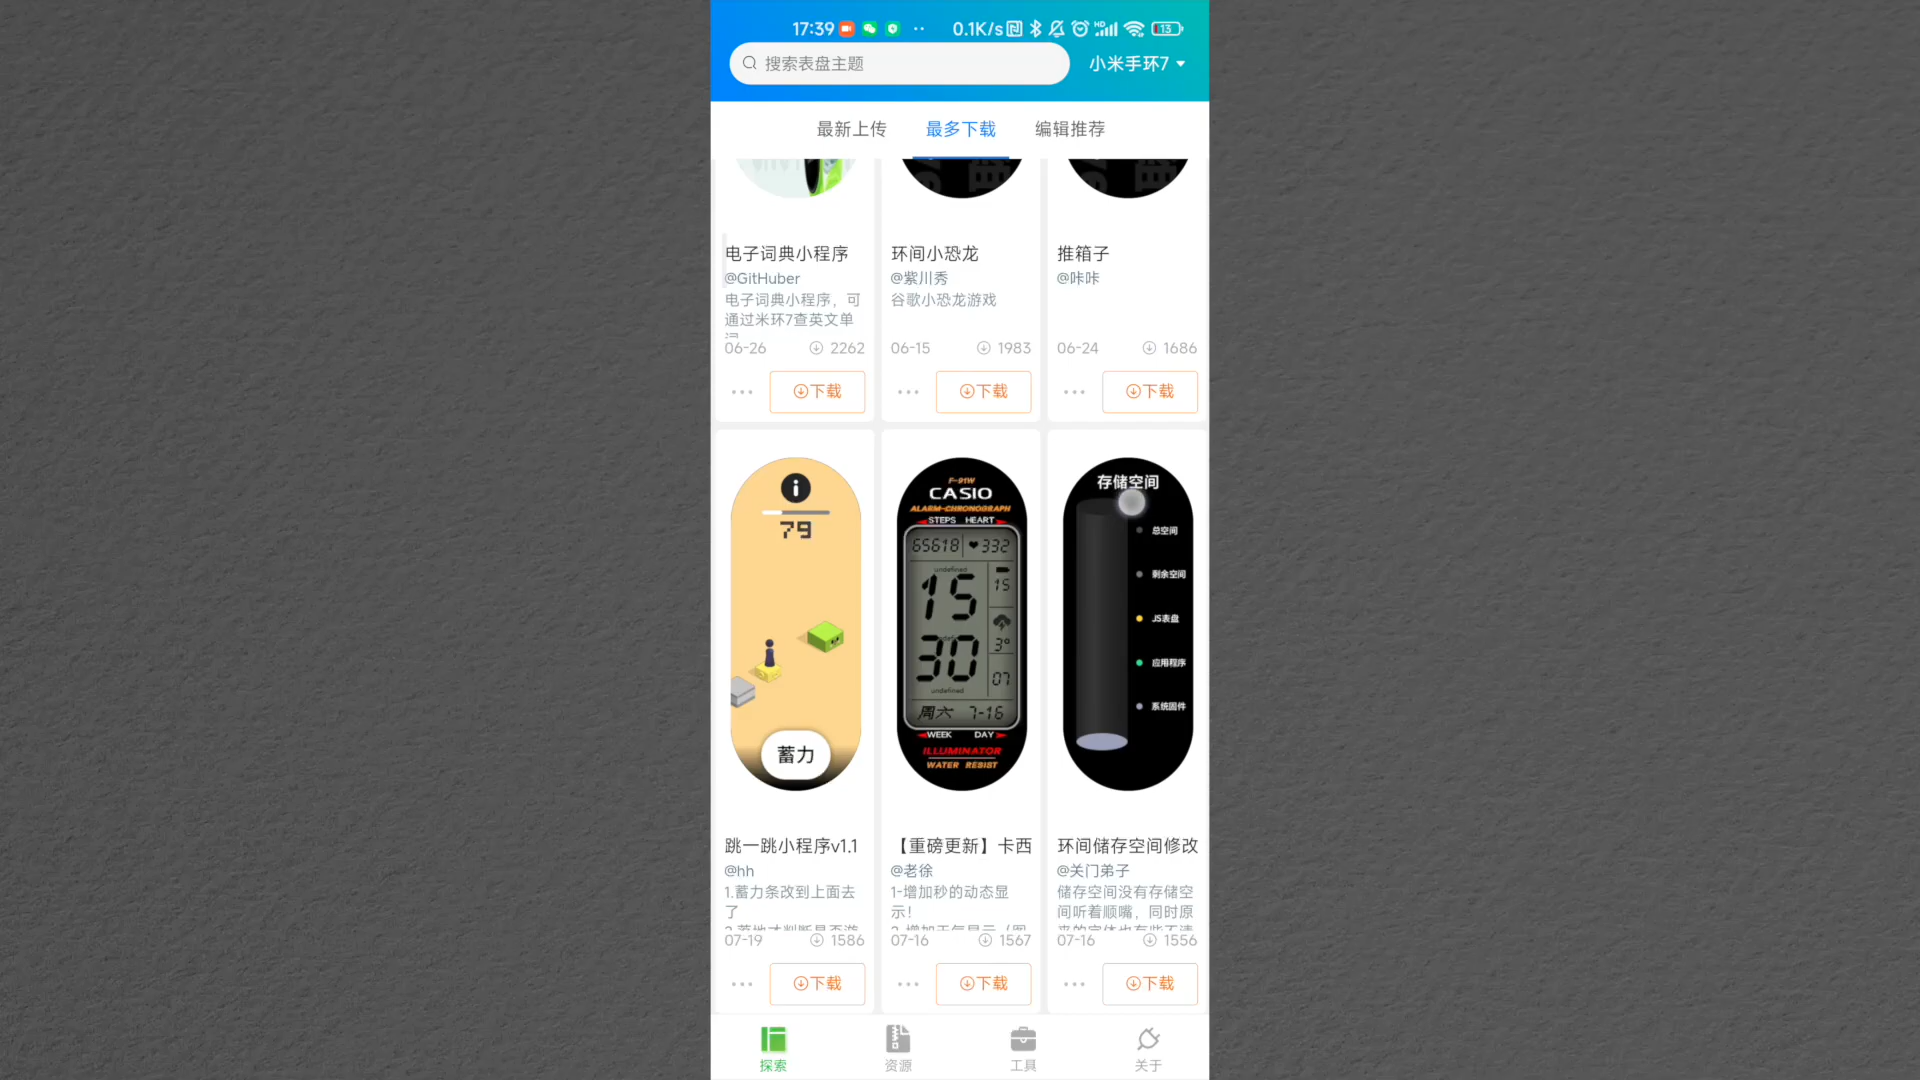 17:39
0.1K/s
HD
13
搜索表盘主题
小米手环7
最新上传
最多下载
编辑推荐
电子词典小程序
@GitHuber
电子词典小程序，可
通过米环7查英文单
06-26
2262
下载
环间小恐龙
@紫川秀
谷歌小恐龙游戏
06-15
1983
下载
推箱子
@咔咔
06-24
1686
下载
79
蓄力
跳一跳小程序v1.1
@hh
1.蓄力条改到上面去
了
07-19
1586
下载
F-91W
CASIO
ALARM-CHRONOGRAPH
STEPS HEART
65618 332
undefined
15
15
3°
30
07
undefined
周六 7-16
WEEK DAY
ILLUMINATOR
WATER RESIST
【重磅更新】卡西
@老徐
1-增加秒的动态显
示！
07-16
1567
下载
存储空间
总空间
剩余空间
JS表盘
应用程序
系统固件
环间储存空间修改
@关门弟子
储存空间没有存储空
间听着顺嘴，同时原
07-16
1556
下载
探索
资源
工具
关于